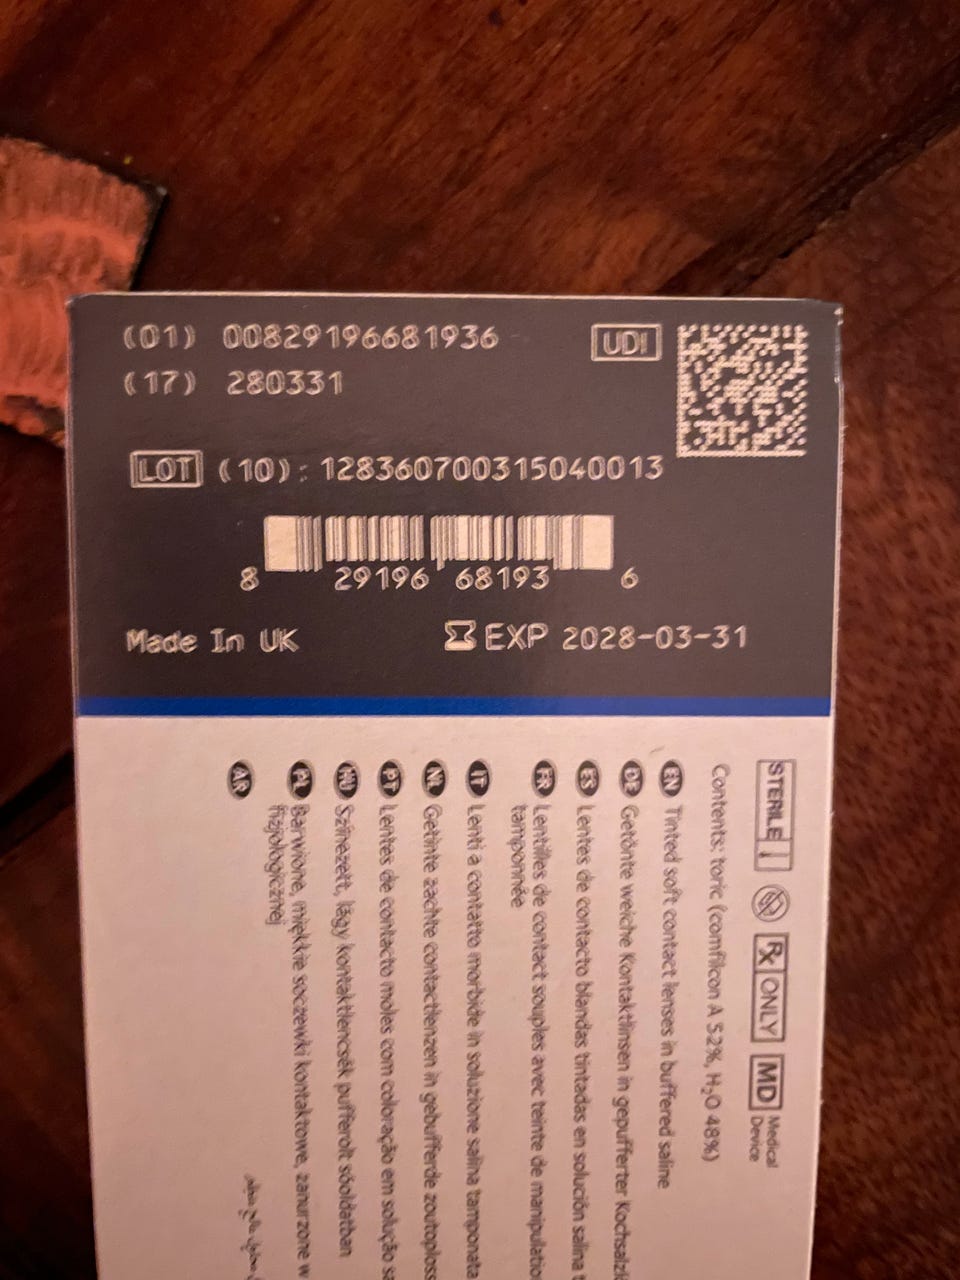 (01) 00829196681936
UDI
(17) 280331
LOT (10): 128360700315040013
8 29196 68193 6
Made In UK
EXP 2028-03-31
STERILE
Rx ONLY
MD Medical Device
Contents: toric (comfilcon A 52%, H₂O 48%)
EN Tinted soft contact lenses in buffered saline
DE Getönte weiche Kontaktlinsen in gepufferter
ES Lentes de contacto blandas tintadas en solución salina
FR Lentilles de contact souples avec teinte de
tamponnée
IT Lenti a contatto morbide in soluzione salina tamponata
NL Getinte zachte contactlenzen in gebufferde
PT Lentes de contacto moles com coloração em solução
HU Színezett, lágy kontaktlencsék pufferolt sóoldatban
PL Barwione, miękkie soczewki kontaktowe, zanurzone w
fizjologicznej
AR